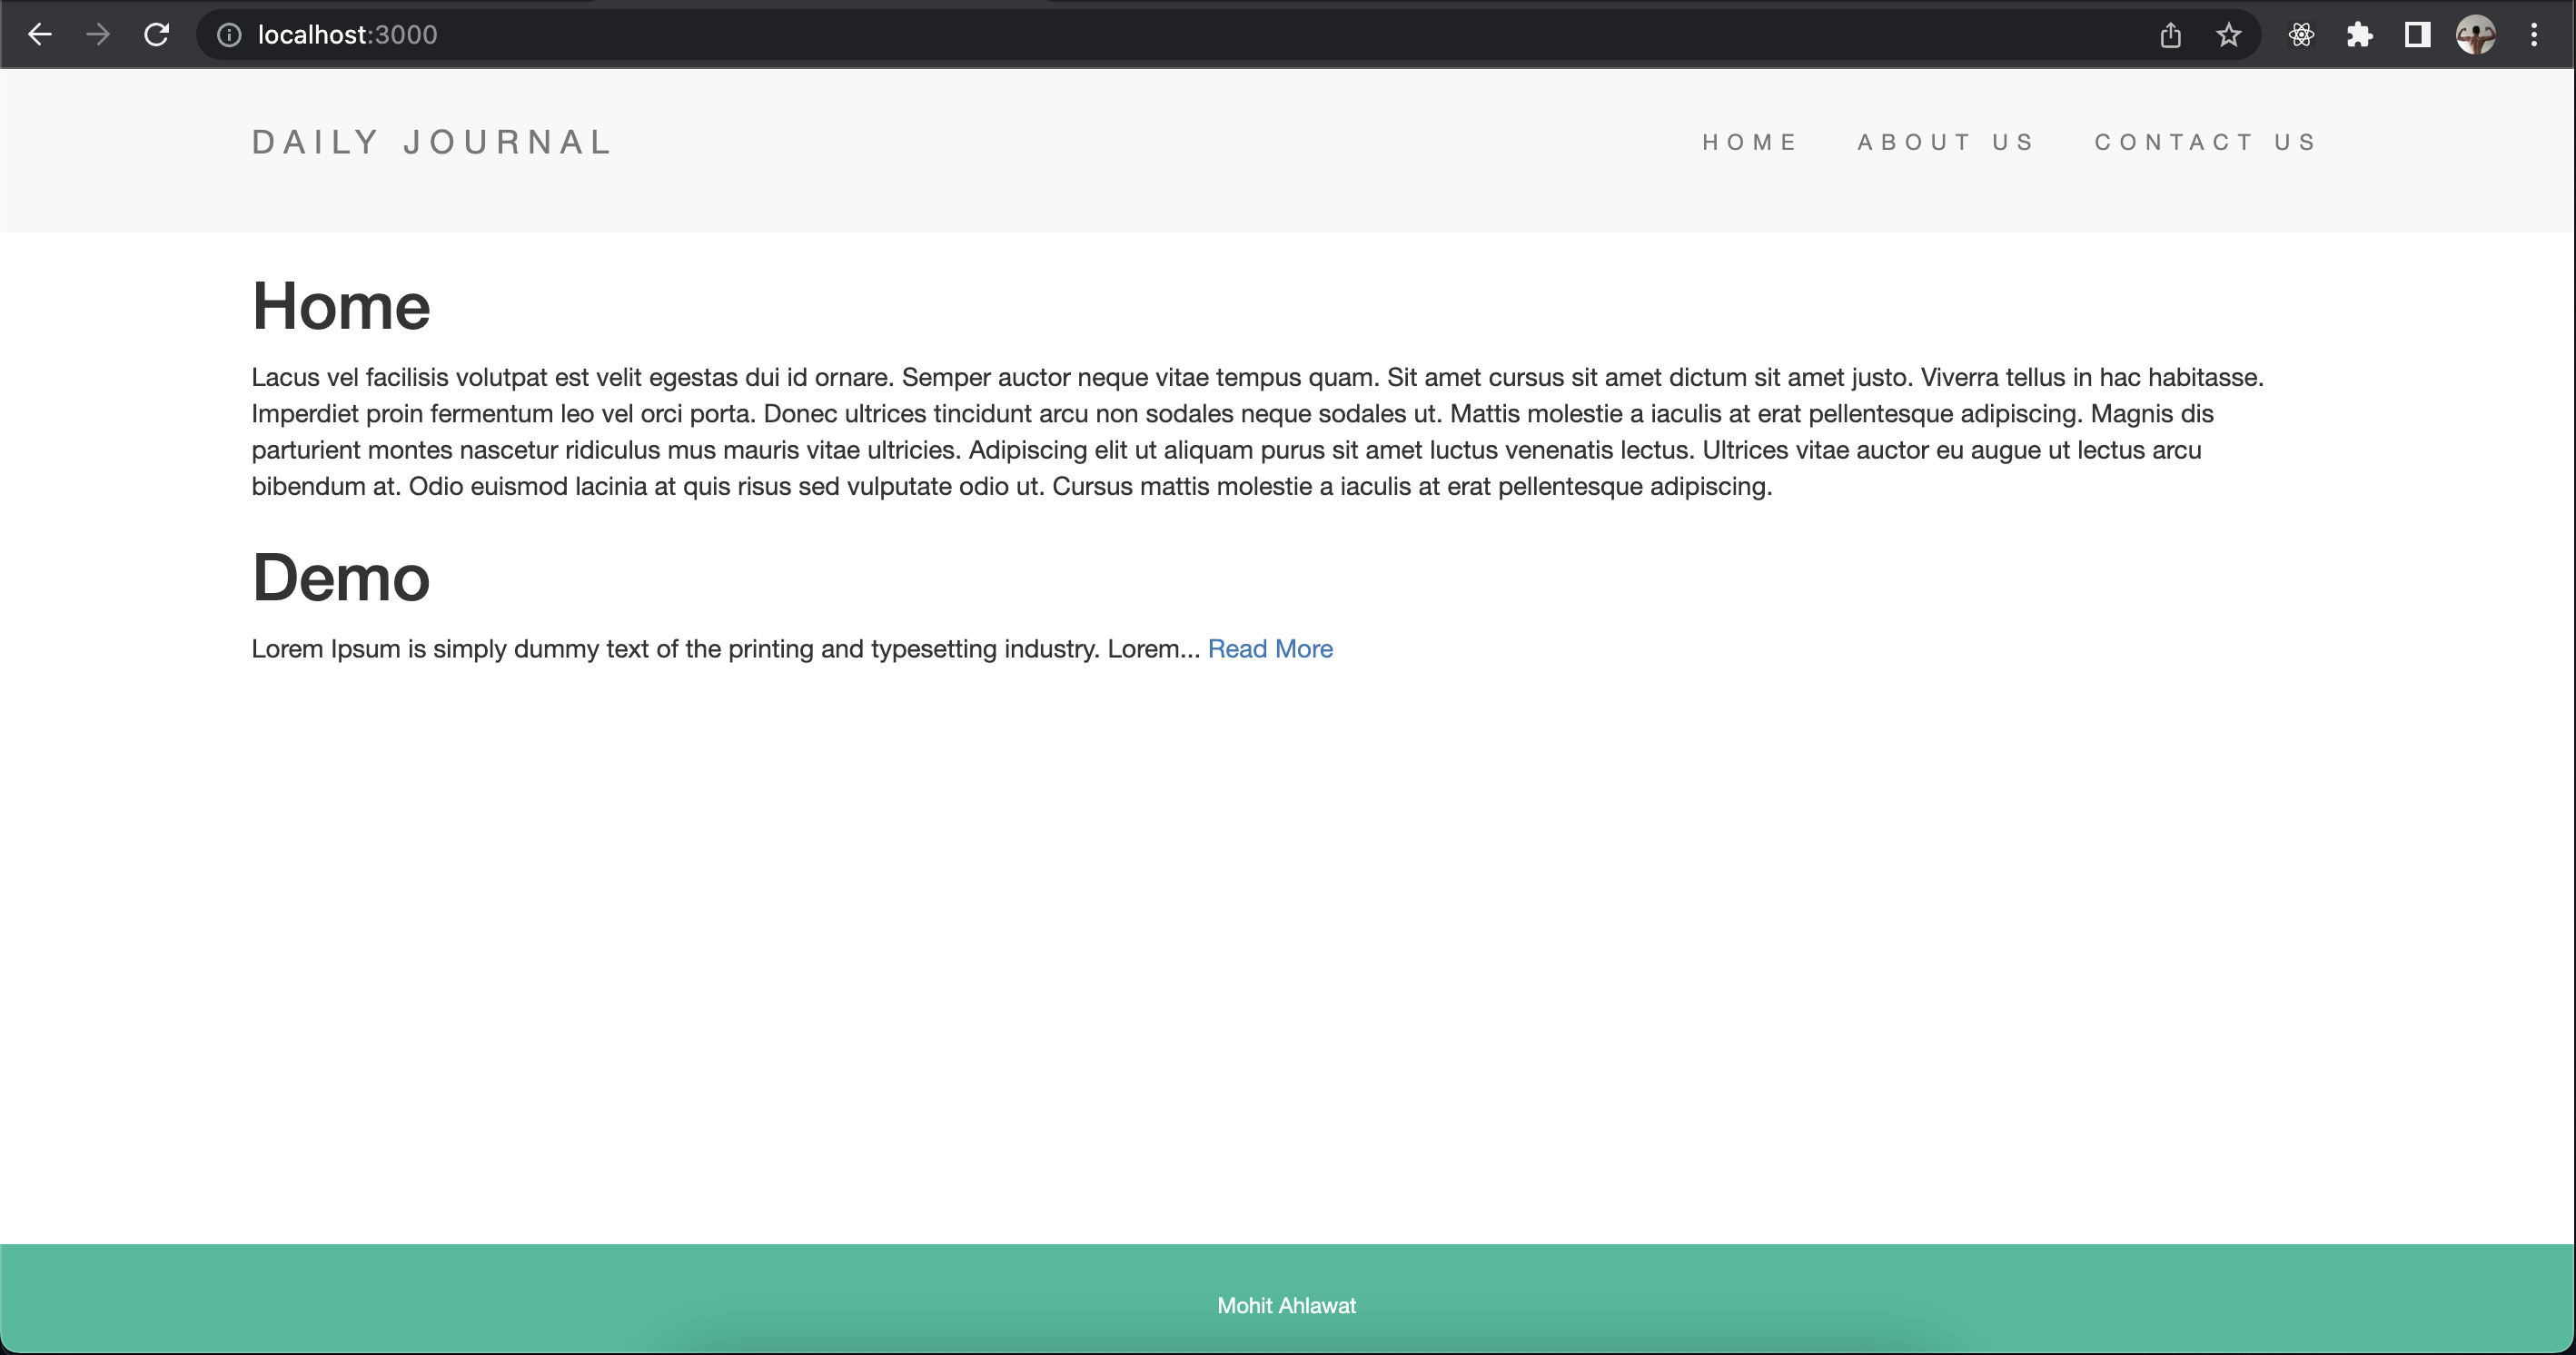 localhost:3000
DAILY JOURNAL
HOME ABOUT US CONTACT US
Home
Lacus vel facilisis volutpat est velit egestas dui id ornare. Semper auctor neque vitae tempus quam. Sit amet cursus sit amet dictum sit amet justo. Viverra tellus in hac habitasse.
Imperdiet proin fermentum leo vel orci porta. Donec ultrices tincidunt arcu non sodales neque sodales ut. Mattis molestie a iaculis at erat pellentesque adipiscing. Magnis dis
parturient montes nascetur ridiculus mus mauris vitae ultricies. Adipiscing elit ut aliquam purus sit amet luctus venenatis lectus. Ultrices vitae auctor eu augue ut lectus arcu
bibendum at. Odio euismod lacinia at quis risus sed vulputate odio ut. Cursus mattis molestie a iaculis at erat pellentesque adipiscing.
Demo
Lorem Ipsum is simply dummy text of the printing and typesetting industry. Lorem... Read More
Mohit Ahlawat